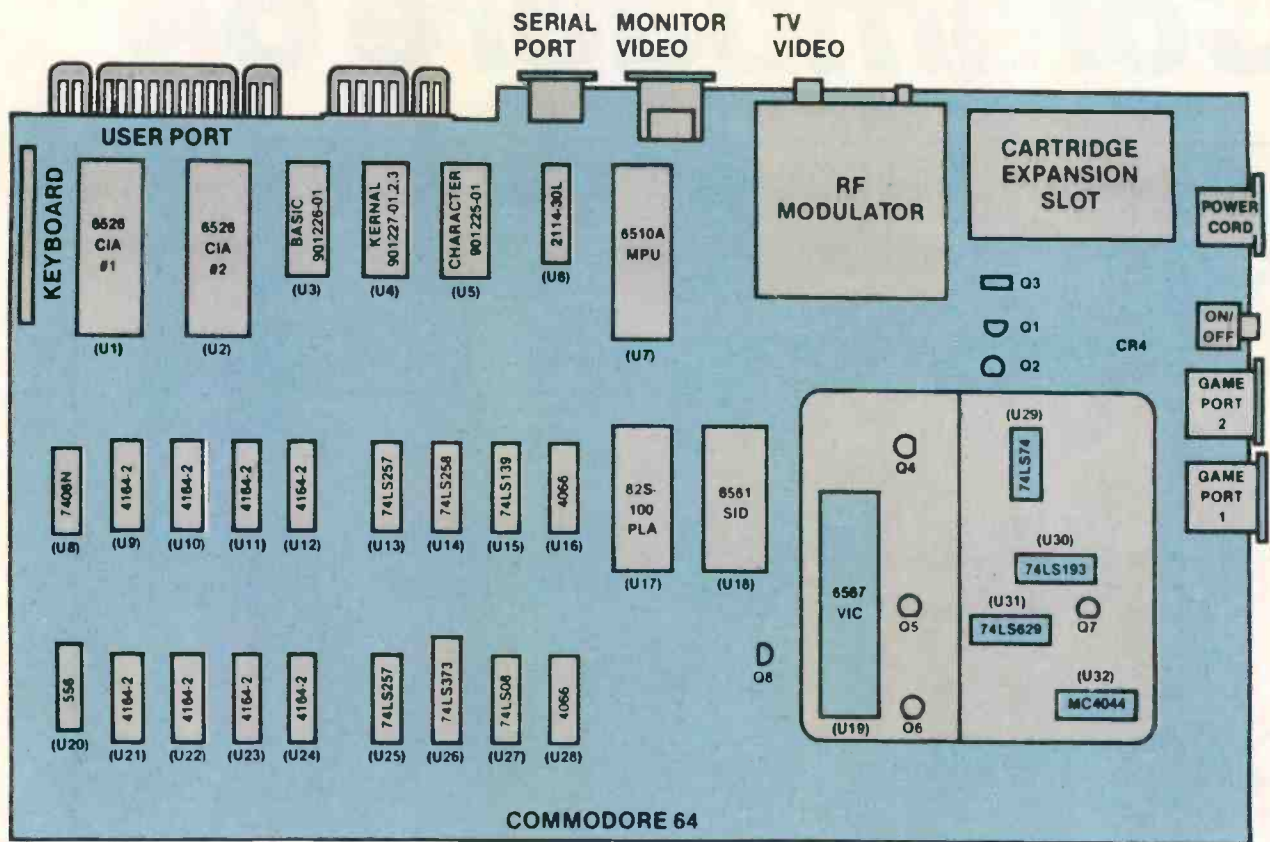 SERIAL PORT
MONITOR VIDEO
TV VIDEO
USER PORT
KEYBOARD
6526
CIA
#1
(U1)
6526
CIA
#2
(U2)
BASIC
901226-01
(U3)
KERNAL
901227-01,2,3
(U4)
CHARACTER
901225-01
(U5)
2114-30L
(U6)
6510A
MPU
(U7)
RF
MODULATOR
CARTRIDGE
EXPANSION
SLOT
POWER
CORD
Q3
Q1
Q2
CR4
ON/
OFF
GAME
PORT
2
GAME
PORT
1
7406N
(U8)
4164-2
(U9)
4164-2
(U10)
4164-2
(U11)
4164-2
(U12)
74LS257
(U13)
74LS258
(U14)
74LS139
(U15)
4066
(U16)
82S-
100
PLA
(U17)
6581
SID
(U18)
Q4
(U29)
74LS74
(U30)
74LS193
(U31)
74LS629
Q7
(U32)
MC4044
6567
VIC
(U19)
Q5
Q6
Q8
556
(U20)
4164-2
(U21)
4164-2
(U22)
4164-2
(U23)
4164-2
(U24)
74LS257
(U25)
74LS373
(U26)
74LS08
(U27)
4066
(U28)
COMMODORE 64